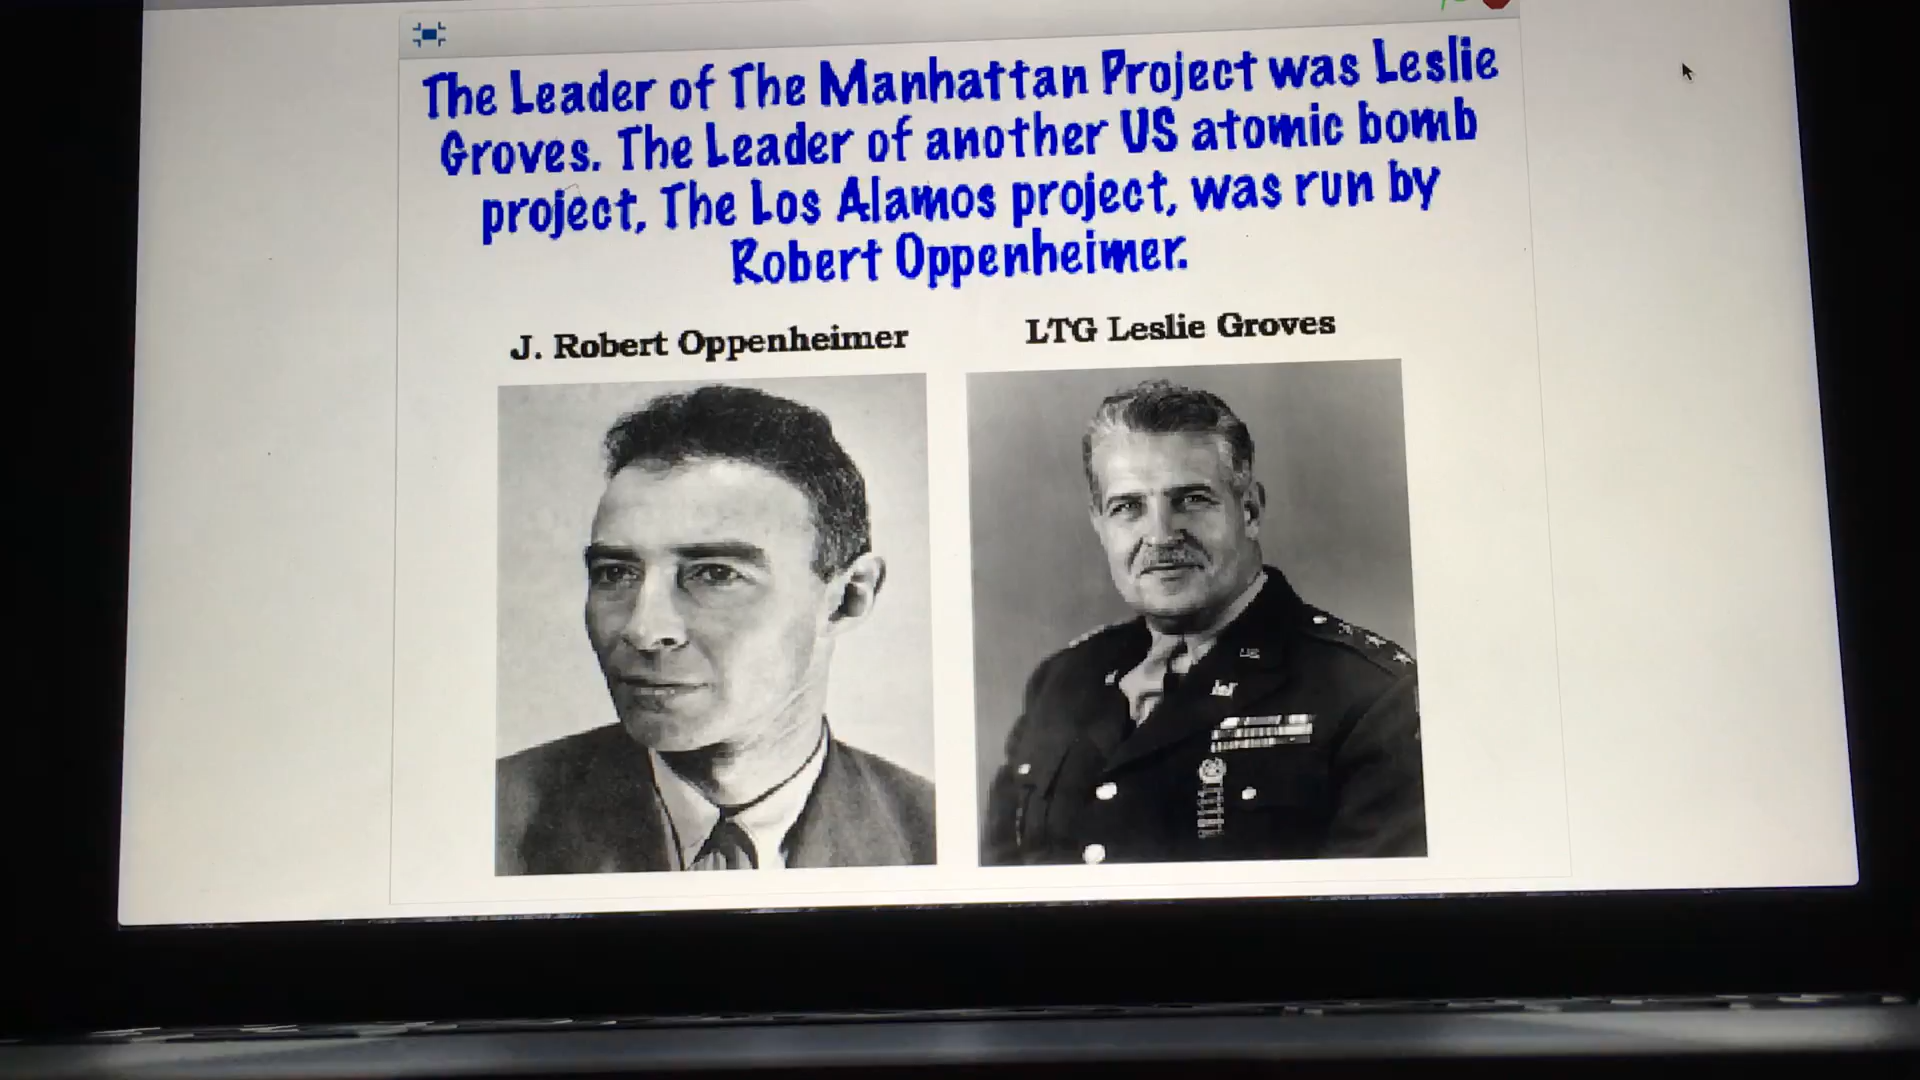 The Leader of The Manhattan Project was Leslie
Groves. The Leader of another US atomic bomb
project, The Los Alamos project, was run by
Robert Oppenheimer.
J. Robert Oppenheimer
LTG Leslie Groves